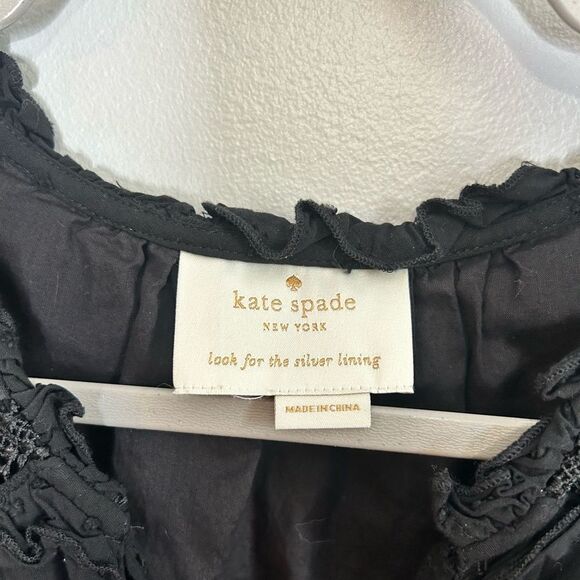 kate spade
NEW YORK
look for the silver lining
MADE IN CHINA